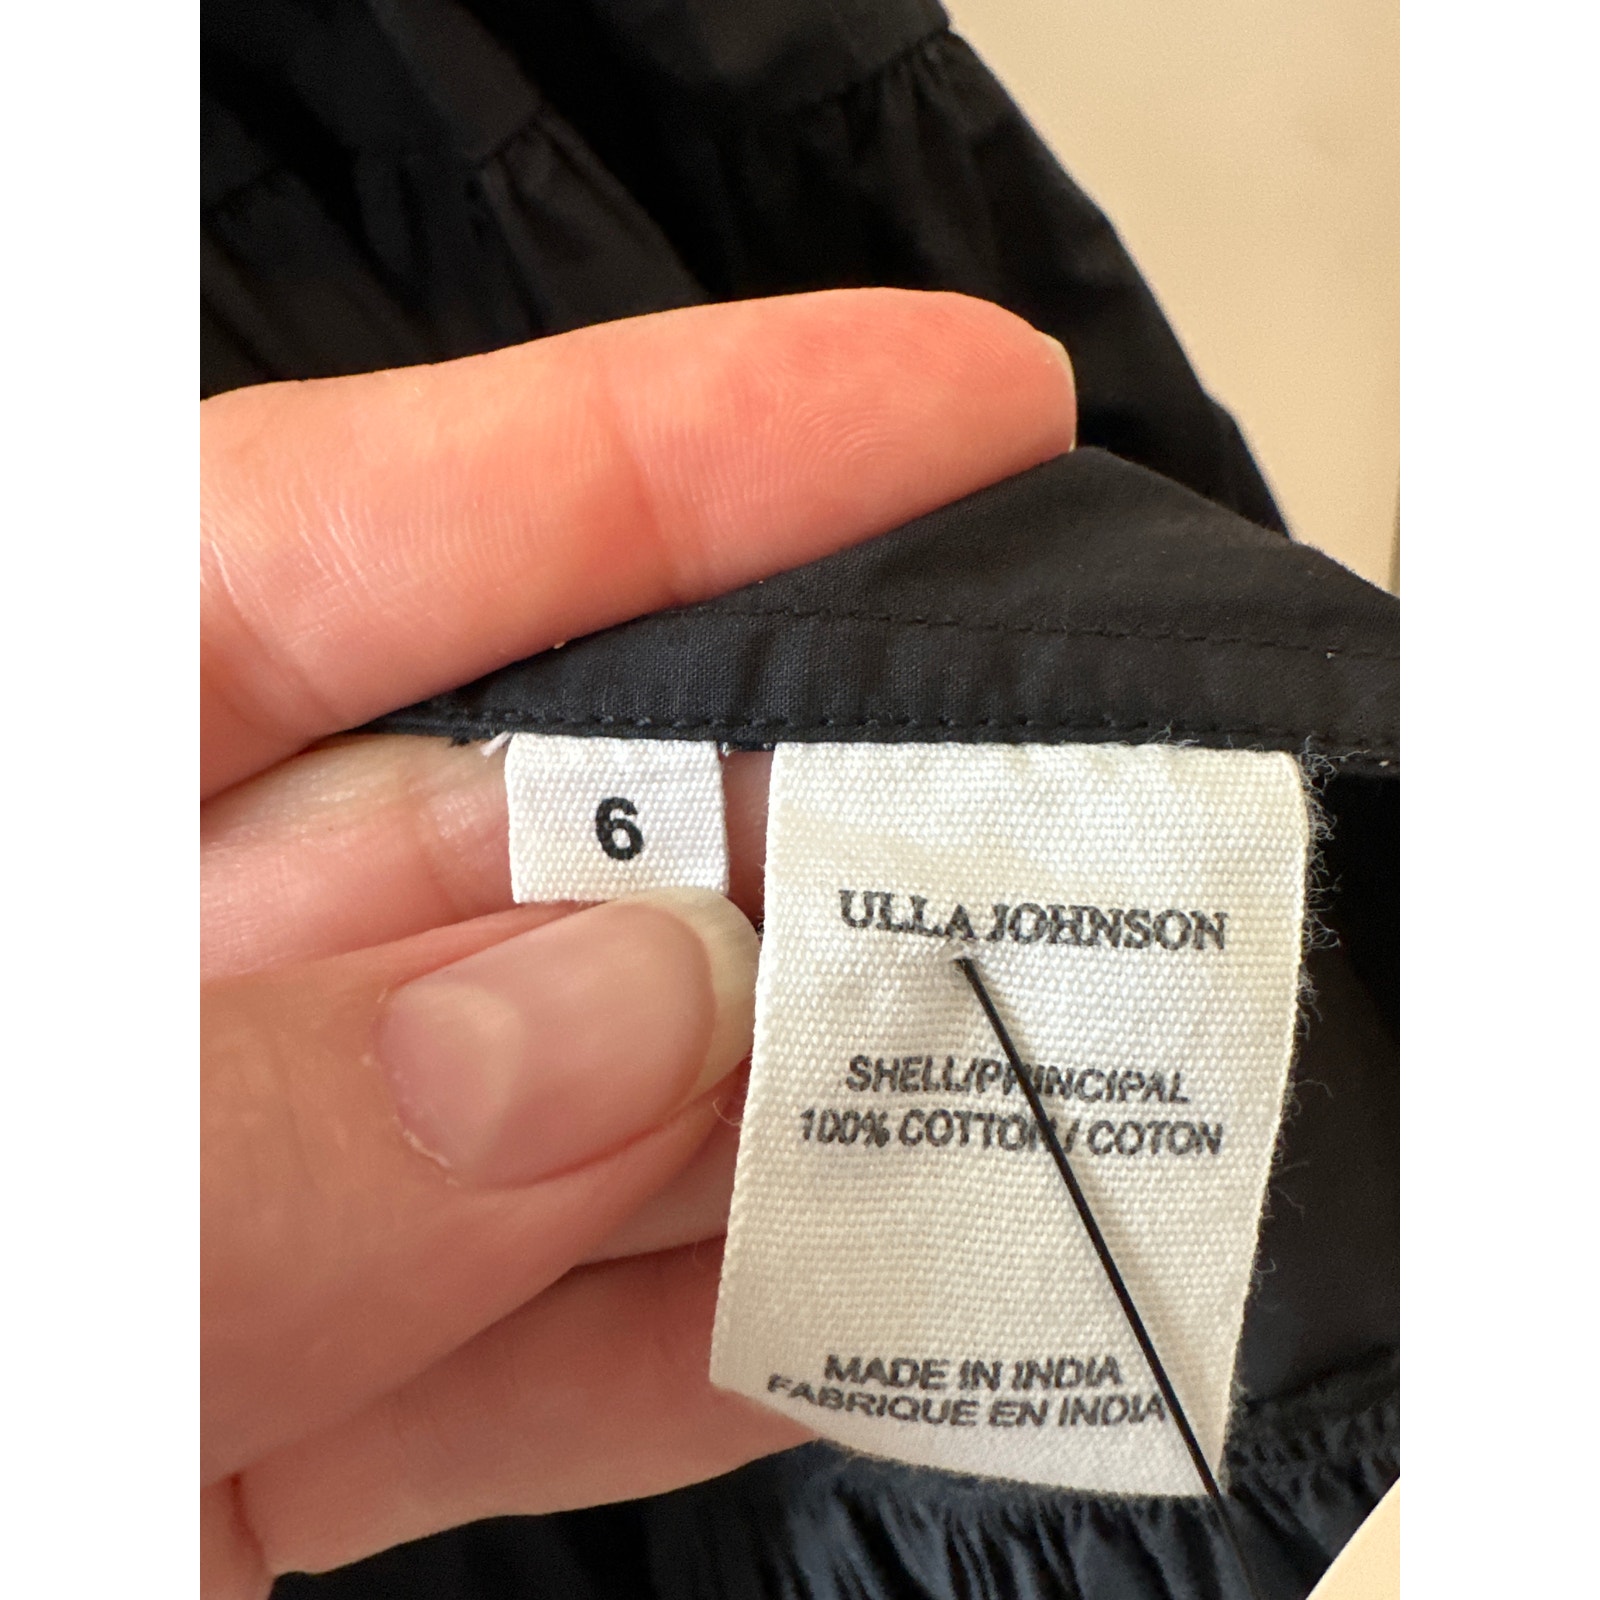 6
ULLA JOHNSON
SHELL/PRINCIPAL
100% COTTON / COTON
MADE IN INDIA
FABRIQUE EN INDIA